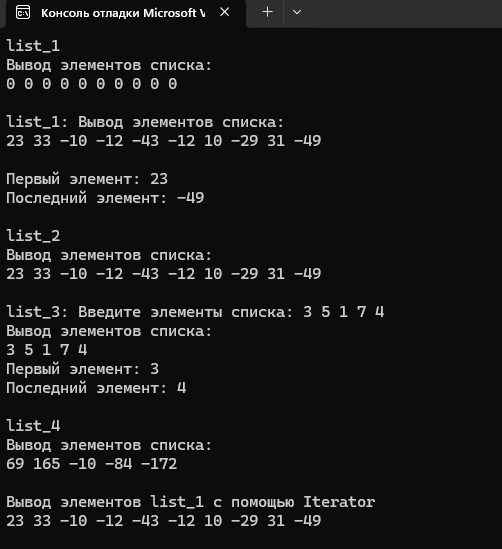 Консоль отладки Microsoft V
list_1
Вывод элементов списка:
0 0 0 0 0 0 0 0 0 0
list_1: Вывод элементов списка:
23 33 -10 -12 -43 -12 10 -29 31 -49
Первый элемент: 23
Последний элемент: -49
list_2
Вывод элементов списка:
23 33 -10 -12 -43 -12 10 -29 31 -49
list_3: Введите элементы списка: 3 5 1 7 4
Вывод элементов списка:
3 5 1 7 4
Первый элемент: 3
Последний элемент: 4
list_4
Вывод элементов списка:
69 165 -10 -84 -172
Вывод элементов list_1 с помощью Iterator
23 33 -10 -12 -43 -12 10 -29 31 -49